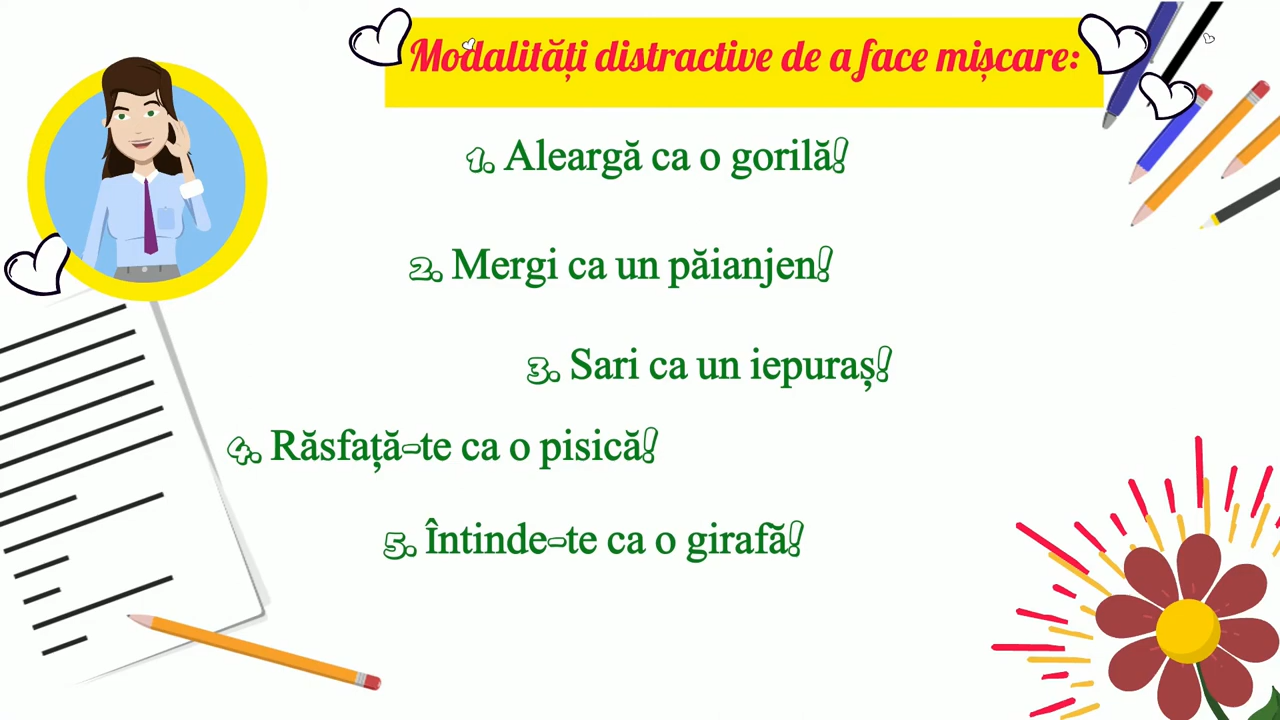 Modalități distractive de a face mișcare:
1. Aleargă ca o gorilă!
2. Mergi ca un păianjen!
3. Sari ca un iepuraș!
4. Răsfață-te ca o pisică!
5. Întinde-te ca o girafă!